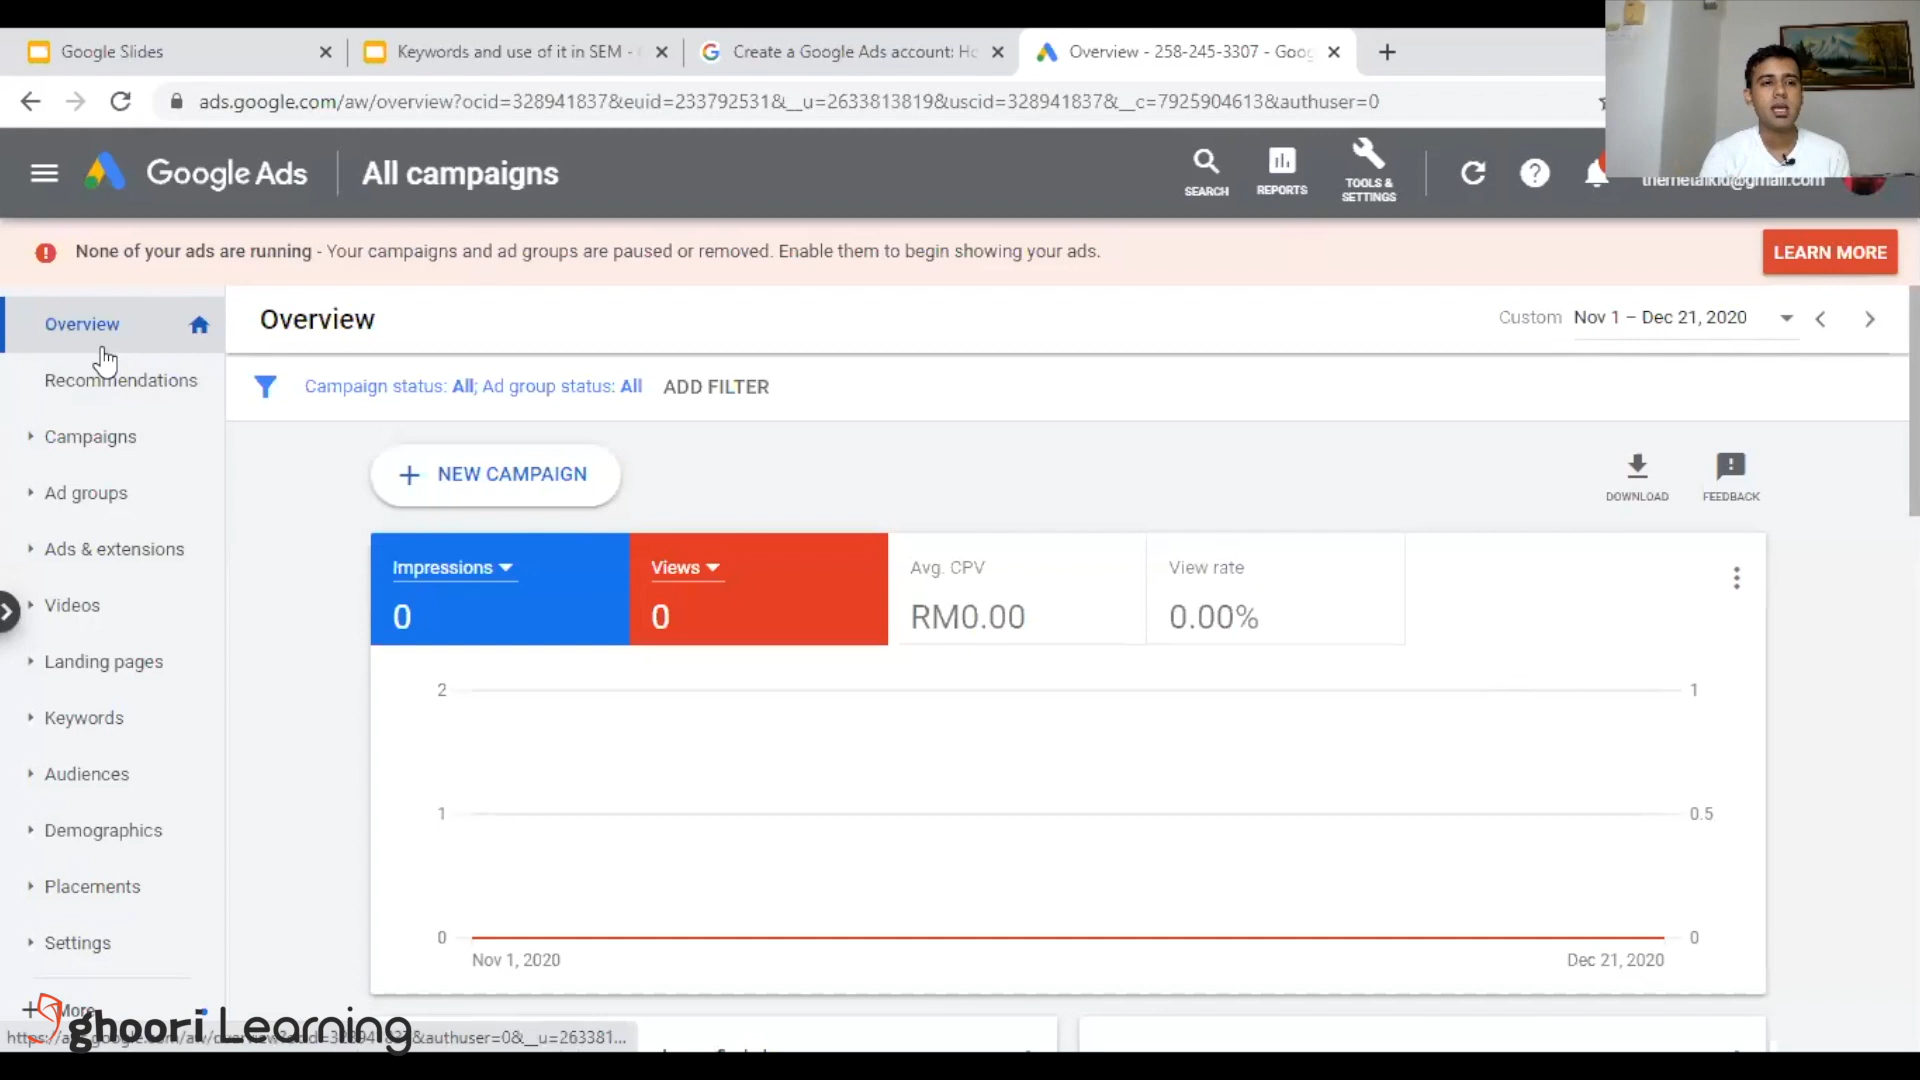 Google Slides
Keywords and use of it in SEM -
Create a Google Ads account: Ho
Overview - 258-245-3307 - Goog
ads.google.com/aw/overview?ocid=328941837&euid=233792531&__u=2633813819&uscid=328941837&__c=7925904613&authuser=0
Google Ads
All campaigns
SEARCH
REPORTS
TOOLS &
SETTINGS
themetalkid@gmail.com
None of your ads are running - Your campaigns and ad groups are paused or removed. Enable them to begin showing your ads.
LEARN MORE
Overview
Recommendations
Campaigns
Ad groups
Ads & extensions
Videos
Landing pages
Keywords
Audiences
Demographics
Placements
Settings
+ More
Overview
Custom Nov 1 – Dec 21, 2020
Campaign status: All; Ad group status: All ADD FILTER
+ NEW CAMPAIGN
DOWNLOAD
FEEDBACK
Impressions
0
Views
0
Avg. CPV
RM0.00
View rate
0.00%
2
1
0
1
0.5
0
Nov 1, 2020
Dec 21, 2020
ghoori Learning